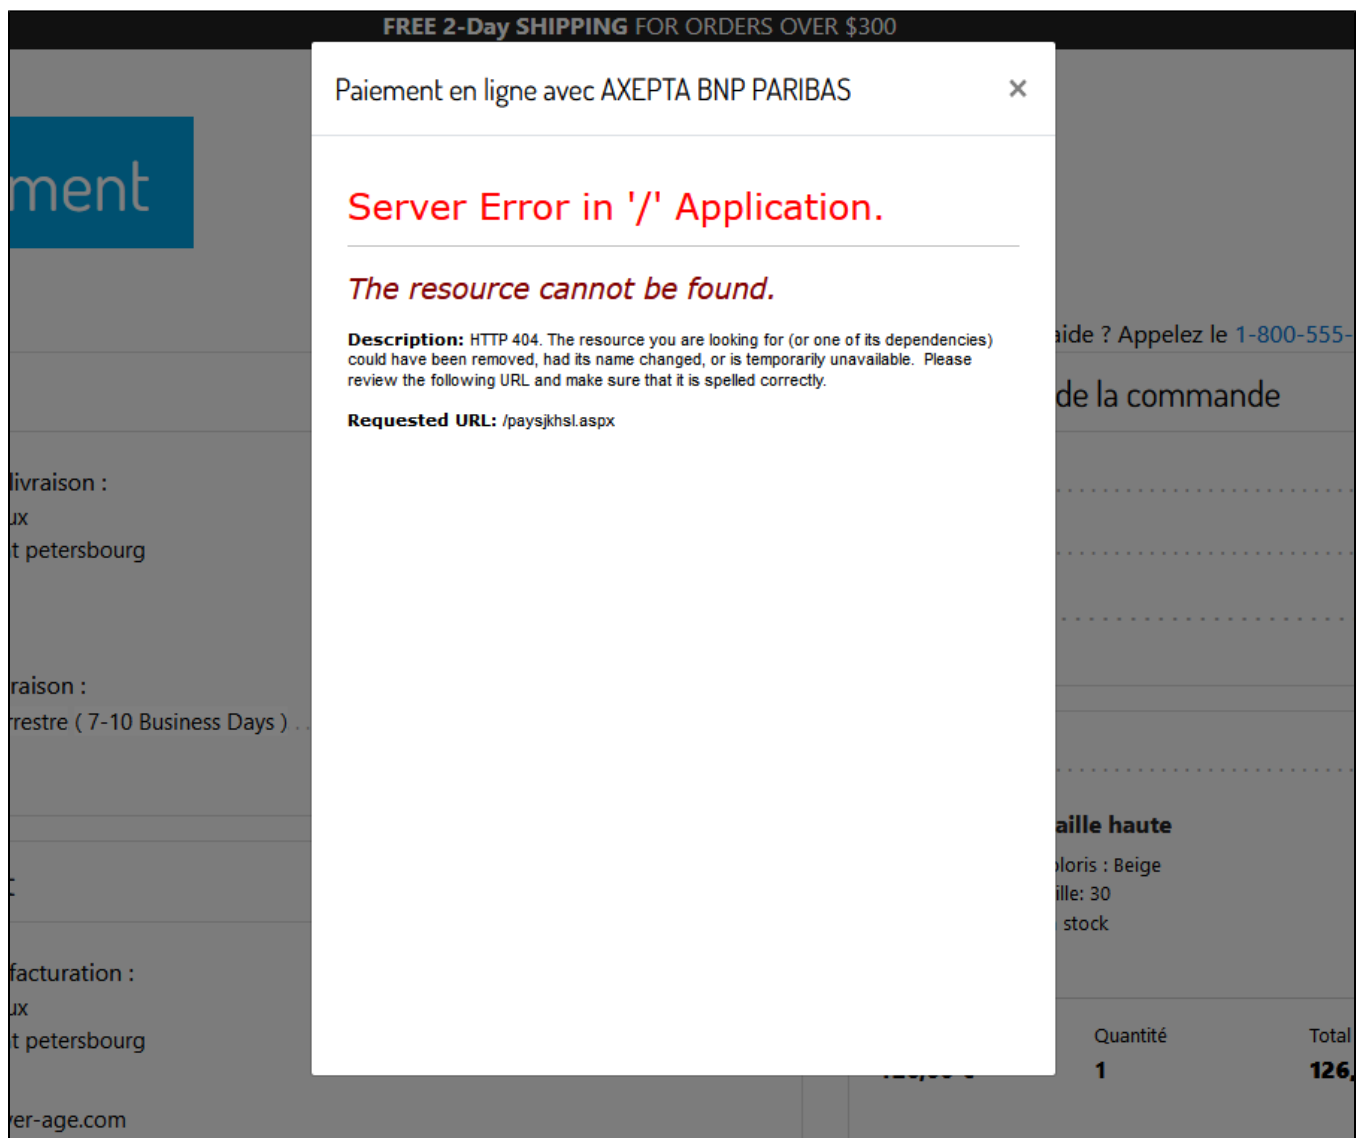 FREE 2-Day SHIPPING FOR ORDERS OVER $300
Paiement en ligne avec AXEPTA BNP PARIBAS ×
ment
Server Error in '/' Application.
The resource cannot be found.
Description: HTTP 404. The resource you are looking for (or one of its dependencies)
could have been removed, had its name changed, or is temporarily unavailable. Please
review the following URL and make sure that it is spelled correctly.
Requested URL: /paysjkhsl.aspx
aide ? Appelez le 1-800-555-
de la commande
livraison :
ux
t petersbourg
raison :
rrestre ( 7-10 Business Days )
aille haute
loris : Beige
ille: 30
stock
facturation :
ux
t petersbourg
Quantité Total
1 126,
er-age.com